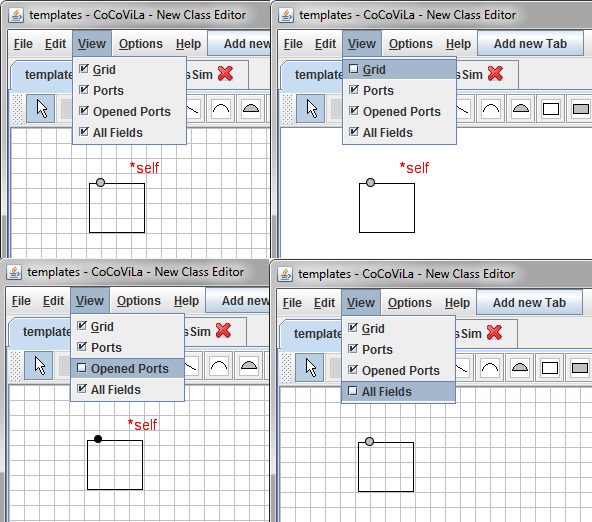 templates - CoCoViLa - New Class Editor
File Edit View Options Help Add new
template sSim
Grid
Ports
Opened Ports
All Fields
*self
templates - CoCoViLa - New Class Editor
File Edit View Options Help Add new Tab
template sSim
Grid
Ports
Opened Ports
All Fields
*self
templates - CoCoViLa - New Class Editor
File Edit View Options Help Add new
template sSim
Grid
Ports
Opened Ports
All Fields
*self
templates - CoCoViLa - New Class Editor
File Edit View Options Help Add new Tab
template sSim
Grid
Ports
Opened Ports
All Fields